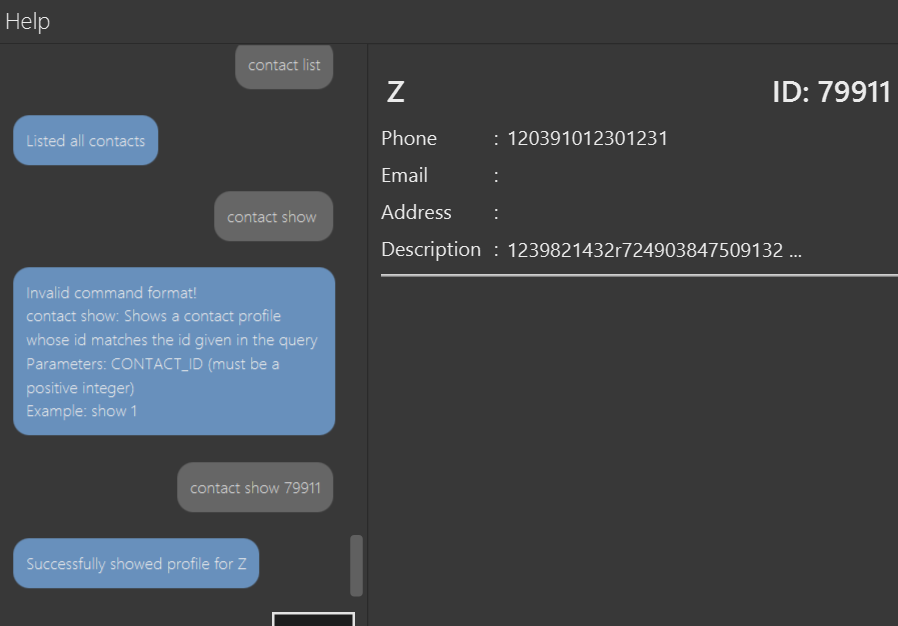 Help
contact list
Listed all contacts
contact show
Invalid command format!
contact show: Shows a contact profile
whose id matches the id given in the query
Parameters: CONTACT_ID (must be a
positive integer)
Example: show 1
contact show 79911
Successfully showed profile for Z
Z ID: 79911
Phone : 120391012301231
Email :
Address :
Description : 1239821432r724903847509132 ...